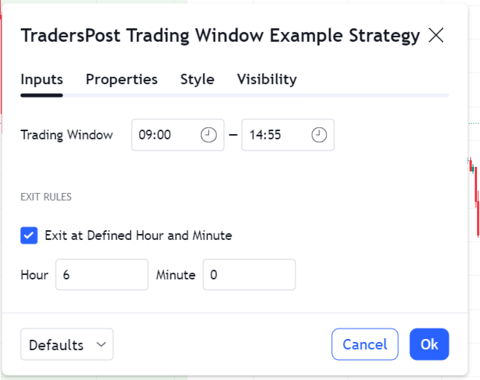 TradersPost Trading Window Example Strategy
Inputs Properties Style Visibility
Trading Window 09:00 — 14:55
EXIT RULES
Exit at Defined Hour and Minute
Hour 6 Minute 0
Defaults Cancel Ok